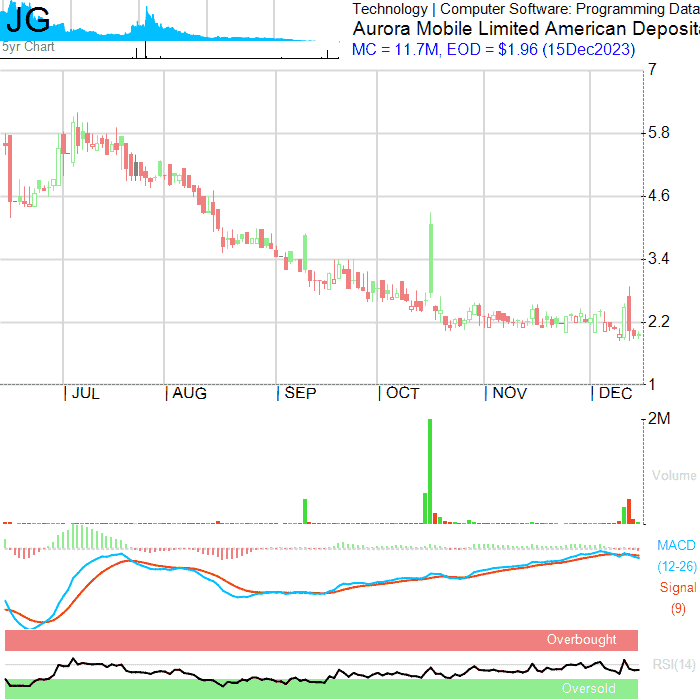 JG
5yr Chart
Technology | Computer Software: Programming Data
Aurora Mobile Limited American Deposit
MC = 11.7M, EOD = $1.96 (15Dec2023)
7
5.8
4.6
3.4
2.2
1
JUL AUG SEP OCT NOV DEC
2M
Volume
MACD
(12-26)
Signal
(9)
Overbought
RSI(14)
Oversold